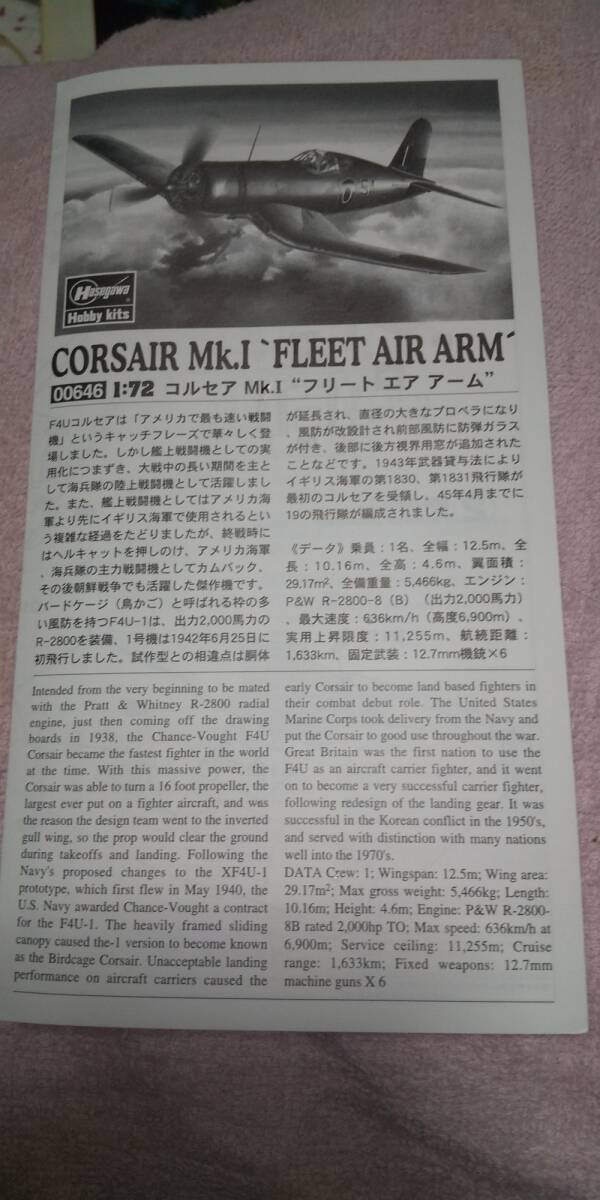 Hasegawa
Hobby kits
CORSAIR Mk.I `FLEET AIR ARM´
00646 1:72 コルセア Mk.I “フリート エア アーム”
F4Uコルセアは「アメリカで最も速い戦闘
機」というキャッチフレーズで華々しく登
場しました。しかし艦上戦闘機としての実
用化につまずき、大戦中の長い期間を主と
して海兵隊の陸上戦闘機として活躍しまし
た。また、艦上戦闘機としてはアメリカ海
軍より先にイギリス海軍で使用されるとい
う複雑な経過をたどりましたが、終戦時に
はヘルキャットを押しのけ、アメリカ海軍
、海兵隊の主力戦闘機としてカムバック、
その後朝鮮戦争でも活躍した傑作機です。
バードケージ（鳥かご）と呼ばれる枠の多
い風防を持つF4U-1は、出力2,000馬力の
R-2800を装備、1号機は1942年6月25日に
初飛行しました。試作型との相違点は胴体
が延長され、直径の大きなプロペラになり
、風防が改設計され前部風防に防弾ガラス
が付き、後部に後方視界用窓が追加された
ことなどです。1943年武器貸与法により
イギリス海軍の第1830、第1831飛行隊が
最初のコルセアを受領し、45年4月までに
19の飛行隊が編成されました。
《データ》乗員：1名、全幅：12.5m、全
長：10.16m、全高：4.6m、翼面積：
29.17m²、全備重量：5,466kg、エンジン：
P&W R-2800-8（B）（出力2,000馬力）
、最大速度：636km/h（高度6,900m）、
実用上昇限度：11,255m、航続距離：
1,633km、固定武装：12.7mm機銃×6
Intended from the very beginning to be mated
with the Pratt & Whitney R-2800 radial
engine, just then coming off the drawing
boards in 1938, the Chance-Vought F4U
Corsair became the fastest fighter in the world
at the time. With this massive power, the
Corsair was able to turn a 16 foot propeller, the
largest ever put on a fighter aircraft, and was
the reason the design team went to the inverted
gull wing, so the prop would clear the ground
during takeoffs and landing. Following the
Navy's proposed changes to the XF4U-1
prototype, which first flew in May 1940, the
U.S. Navy awarded Chance-Vought a contract
for the F4U-1. The heavily framed sliding
canopy caused the-1 version to become known
as the Birdcage Corsair. Unacceptable landing
performance on aircraft carriers caused the
early Corsair to become land based fighters in
their combat debut role. The United States
Marine Corps took delivery from the Navy and
put the Corsair to good use throughout the war.
Great Britain was the first nation to use the
F4U as an aircraft carrier fighter, and it went
on to become a very successful carrier fighter,
following redesign of the landing gear. It was
successful in the Korean conflict in the 1950's,
and served with distinction with many nations
well into the 1970's.
DATA Crew: 1; Wingspan: 12.5m; Wing area:
29.17m²; Max gross weight: 5,466kg; Length:
10.16m; Height: 4.6m; Engine: P&W R-2800-
8B rated 2,000hp TO; Max speed: 636km/h at
6,900m; Service ceiling: 11,255m; Cruise
range: 1,633km; Fixed weapons: 12.7mm
machine guns X 6